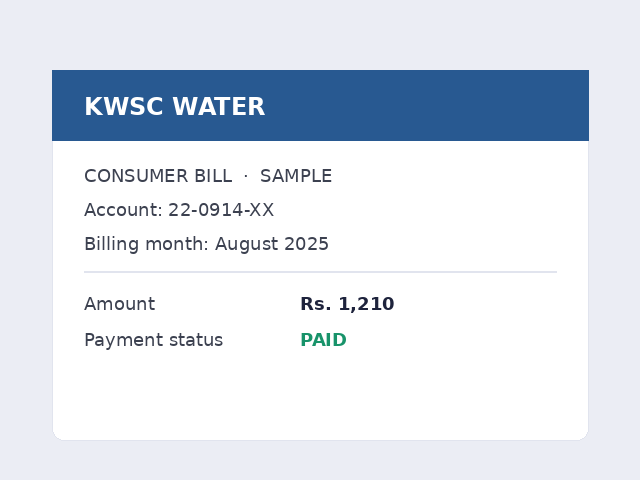 KWSC WATER
CONSUMER BILL · SAMPLE
Account: 22-0914-XX
Billing month: August 2025
Amount Rs. 1,210
Payment status PAID